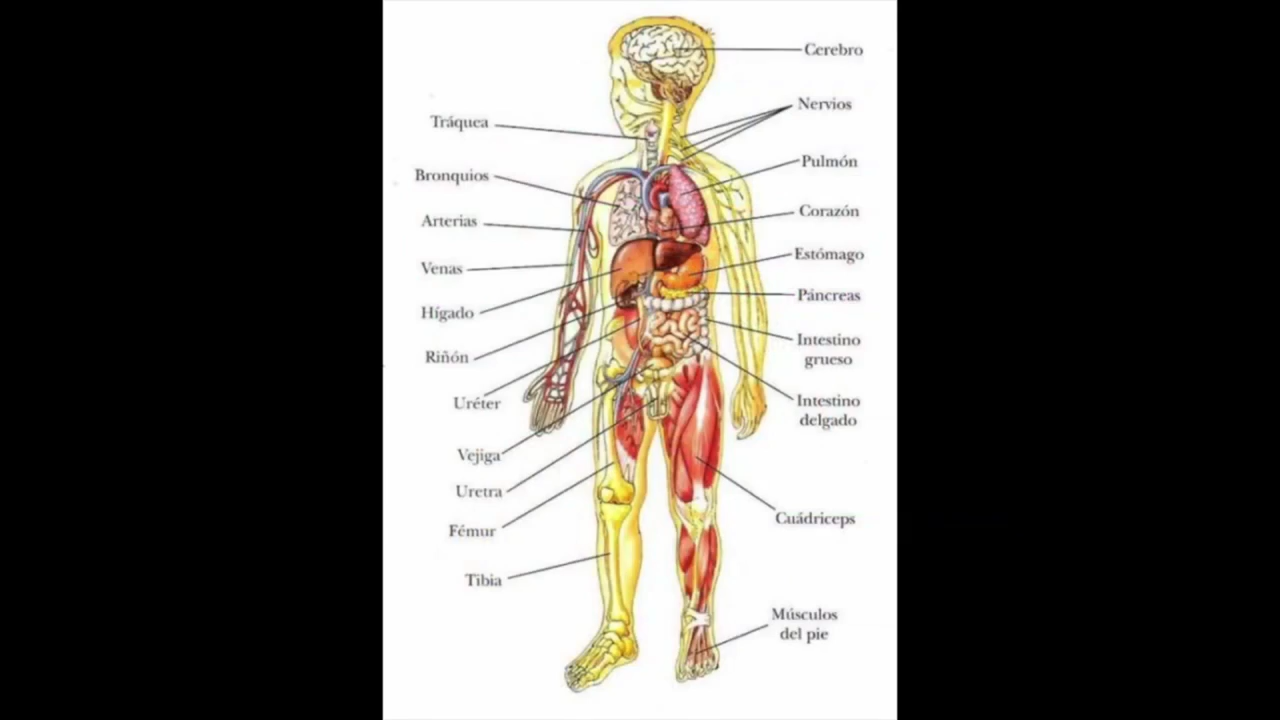 Cerebro
Nervios
Tráquea
Pulmón
Bronquios
Corazón
Arterias
Estómago
Venas
Páncreas
Hígado
Intestino
grueso
Riñón
Intestino
delgado
Uréter
Vejiga
Uretra
Cuádriceps
Fémur
Tibia
Músculos
del pie